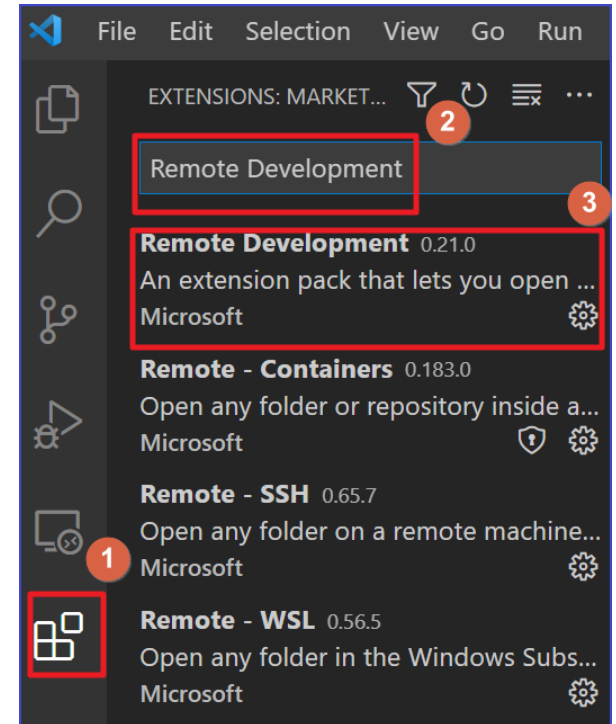 File Edit Selection View Go Run
EXTENSIONS: MARKET...
2
Remote Development
3
Remote Development 0.21.0
An extension pack that lets you open ...
Microsoft
Remote - Containers 0.183.0
Open any folder or repository inside a...
Microsoft
Remote - SSH 0.65.7
Open any folder on a remote machine...
1
Microsoft
Remote - WSL 0.56.5
Open any folder in the Windows Subs...
Microsoft